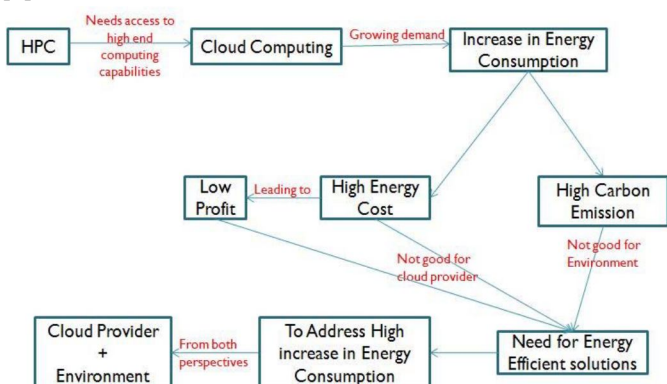 Needs access to
high end
computing
capabilities
HPC
Cloud Computing
Growing demand
Increase in Energy
Consumption
Low
Profit
Leading to
High Energy
Cost
High Carbon
Emission
Not good for
cloud provider
Not good for
Environment
Cloud Provider
+
Environment
From both
perspectives
To Address High
increase in Energy
Consumption
Need for Energy
Efficient solutions